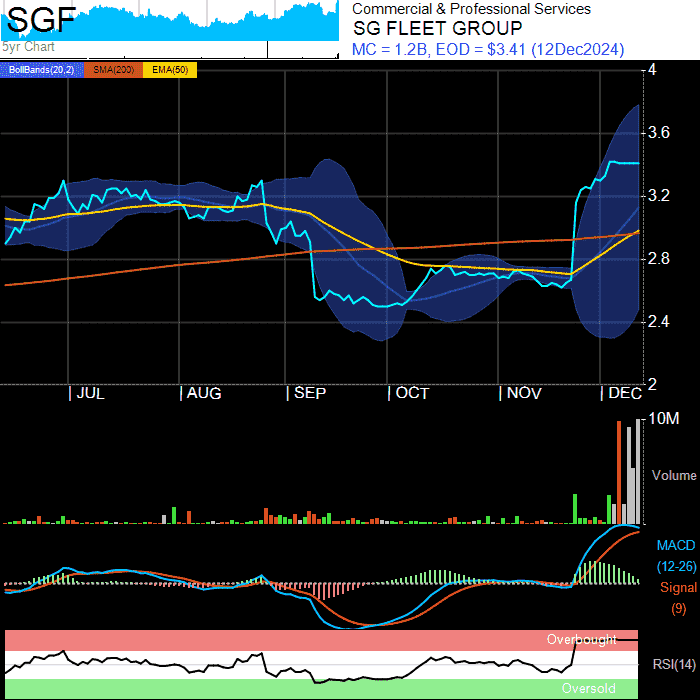 SGF
5yr Chart
Commercial & Professional Services
SG FLEET GROUP
MC = 1.2B, EOD = $3.41 (12Dec2024)
BollBands(20,2) SMA(200) EMA(50)
4
3.6
3.2
2.8
2.4
2
JUL AUG SEP OCT NOV DEC
10M
Volume
MACD
(12-26)
Signal
(9)
Overbought
RSI(14)
Oversold